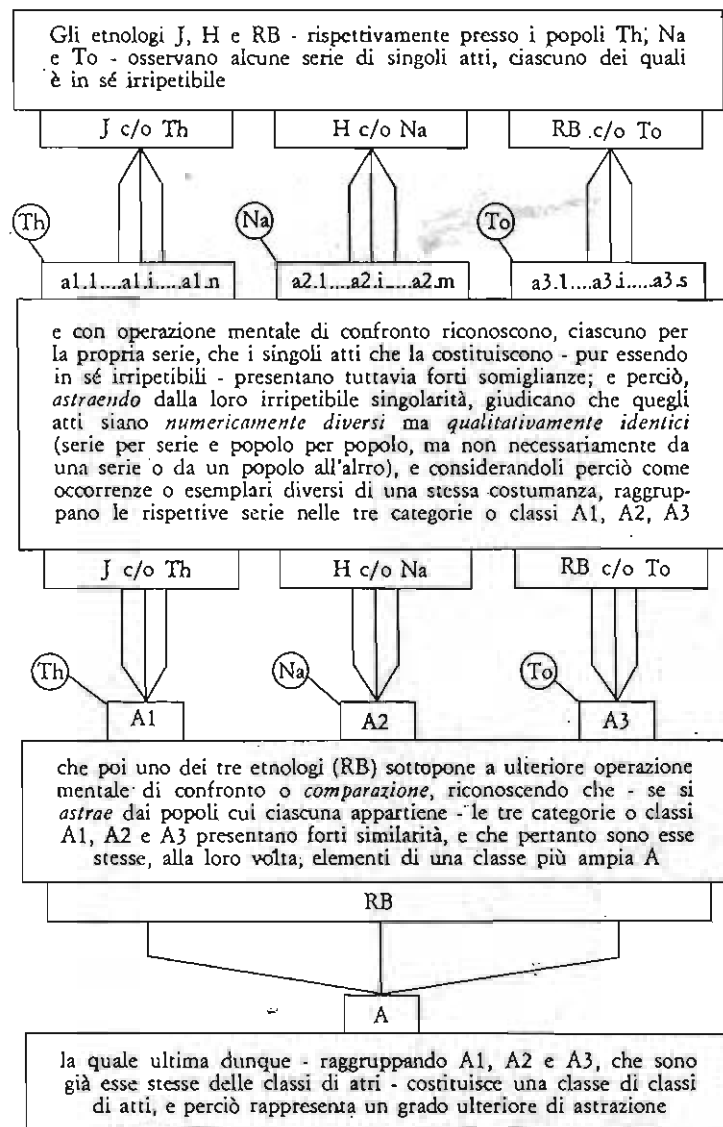 Gli etnologi J, H e RB - rispettivamente presso i popoli Th, Na
e To - osservano alcune serie di singoli atti, ciascuno dei quali
è in sé irripetibile
J c/o Th
H c/o Na
RB c/o To
Th
Na
To
a1.1....a1.i.....a1.n
a2.1....a2.i....a2.m
a3.1....a3.i....a3.s
e con operazione mentale di confronto riconoscono, ciascuno per
la propria serie, che i singoli atti che la costituiscono - pur essendo
in sé irripetibili - presentano tuttavia forti somiglianze; e perciò,
astraendo dalla loro irripetibile singolarità, giudicano che quegli
atti siano numericamente diversi ma qualitativamente identici
(serie per serie e popolo per popolo, ma non necessariamente da
una serie o da un popolo all'alrro), e considerandoli perciò come
occorrenze o esemplari diversi di una stessa costumanza, raggrup-
pano le rispettive serie nelle tre categorie o classi A1, A2, A3
J c/o Th
H c/o Na
RB c/o To
Th
Na
To
A1
A2
A3
che poi uno dei tre etnologi (RB) sottopone a ulteriore operazione
mentale di confronto o comparazione, riconoscendo che - se si
astrae dai popoli cui ciascuna appartiene - le tre categorie o classi
A1, A2 e A3 presentano forti similarità, e che pertanto sono esse
stesse, alla loro volta, elementi di una classe più ampia A
RB
A
la quale ultima dunque - raggruppando A1, A2 e A3, che sono
già esse stesse delle classi di atri - costituisce una classe di classi
di atti, e perciò rappresenta un grado ulteriore di astrazione